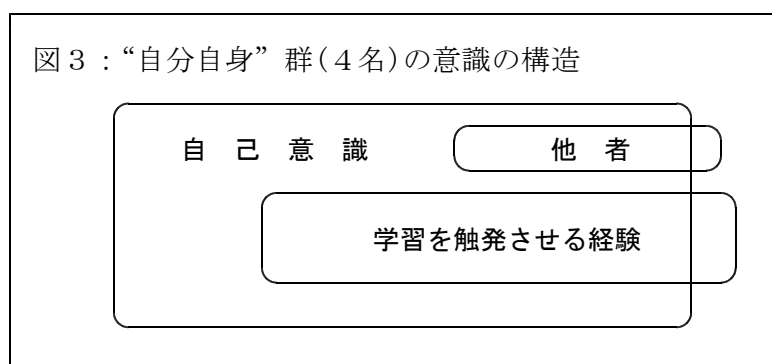 図３：“自分自身”群(４名)の意識の構造
自　己　意　識　　　他　者
学習を触発させる経験